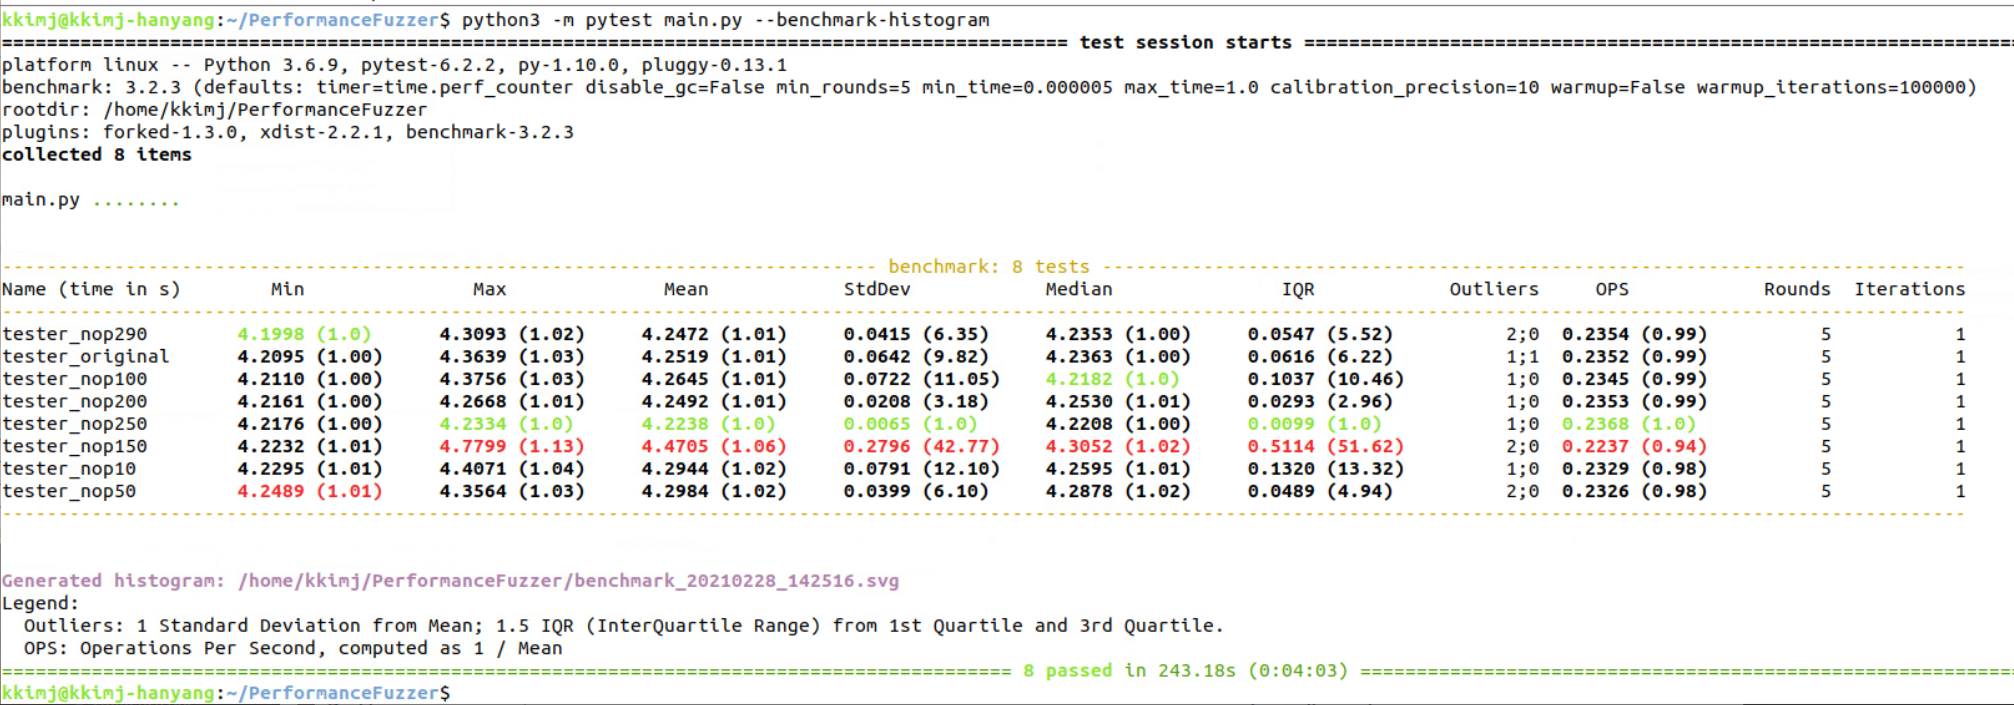 kkimj@kkimj-hanyang:~/PerformanceFuzzer$ python3 -m pytest main.py --benchmark-histogram
=============================================================================================== test session starts ===============================================================
platform linux -- Python 3.6.9, pytest-6.2.2, py-1.10.0, pluggy-0.13.1
benchmark: 3.2.3 (defaults: timer=time.perf_counter disable_gc=False min_rounds=5 min_time=0.000005 max_time=1.0 calibration_precision=10 warmup=False warmup_iterations=100000)
rootdir: /home/kkimj/PerformanceFuzzer
plugins: forked-1.3.0, xdist-2.2.1, benchmark-3.2.3
collected 8 items
main.py ........
------------------------------------------------------------------------------ benchmark: 8 tests -----------------------------------------------------------------------------
Name (time in s) Min Max Mean StdDev Median IQR Outliers OPS Rounds Iterations
-------------------------------------------------------------------------------------------------------------------------------------------------------------------------------
tester_nop290 4.1998 (1.0) 4.3093 (1.02) 4.2472 (1.01) 0.0415 (6.35) 4.2353 (1.00) 0.0547 (5.52) 2;0 0.2354 (0.99) 5 1
tester_original 4.2095 (1.00) 4.3639 (1.03) 4.2519 (1.01) 0.0642 (9.82) 4.2363 (1.00) 0.0616 (6.22) 1;1 0.2352 (0.99) 5 1
tester_nop100 4.2110 (1.00) 4.3756 (1.03) 4.2645 (1.01) 0.0722 (11.05) 4.2182 (1.0) 0.1037 (10.46) 1;0 0.2345 (0.99) 5 1
tester_nop200 4.2161 (1.00) 4.2668 (1.01) 4.2492 (1.01) 0.0208 (3.18) 4.2530 (1.01) 0.0293 (2.96) 1;0 0.2353 (0.99) 5 1
tester_nop250 4.2176 (1.00) 4.2334 (1.0) 4.2238 (1.0) 0.0065 (1.0) 4.2208 (1.00) 0.0099 (1.0) 1;0 0.2368 (1.0) 5 1
tester_nop150 4.2232 (1.01) 4.7799 (1.13) 4.4705 (1.06) 0.2796 (42.77) 4.3052 (1.02) 0.5114 (51.62) 2;0 0.2237 (0.94) 5 1
tester_nop10 4.2295 (1.01) 4.4071 (1.04) 4.2944 (1.02) 0.0791 (12.10) 4.2595 (1.01) 0.1320 (13.32) 1;0 0.2329 (0.98) 5 1
tester_nop50 4.2489 (1.01) 4.3564 (1.03) 4.2984 (1.02) 0.0399 (6.10) 4.2878 (1.02) 0.0489 (4.94) 2;0 0.2326 (0.98) 5 1
-------------------------------------------------------------------------------------------------------------------------------------------------------------------------------
Generated histogram: /home/kkimj/PerformanceFuzzer/benchmark_20210228_142516.svg
Legend:
Outliers: 1 Standard Deviation from Mean; 1.5 IQR (InterQuartile Range) from 1st Quartile and 3rd Quartile.
OPS: Operations Per Second, computed as 1 / Mean
========================================================================================== 8 passed in 243.18s (0:04:03) ==========================================================
kkimj@kkimj-hanyang:~/PerformanceFuzzer$